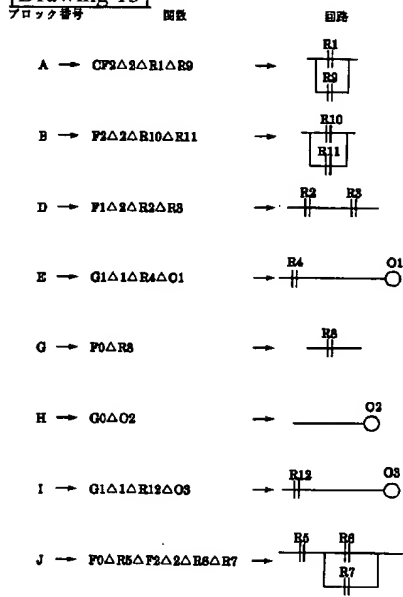 [Drawing 13]
ブロック番号 関数 回路
R1
A → CF2△2△R1△R9 →
R9
R10
B → F2△2△R10△R11 →
R11
R2 R3
D → F1△2△R2△R3 →
R4 O1
E → G1△1△R4△O1 →
R8
G → F0△R8 →
O2
H → G0△O2 →
R12 O3
I → G1△1△R12△O3 →
R5 R6
J → F0△R5△F2△2△R6△R7 →
R7